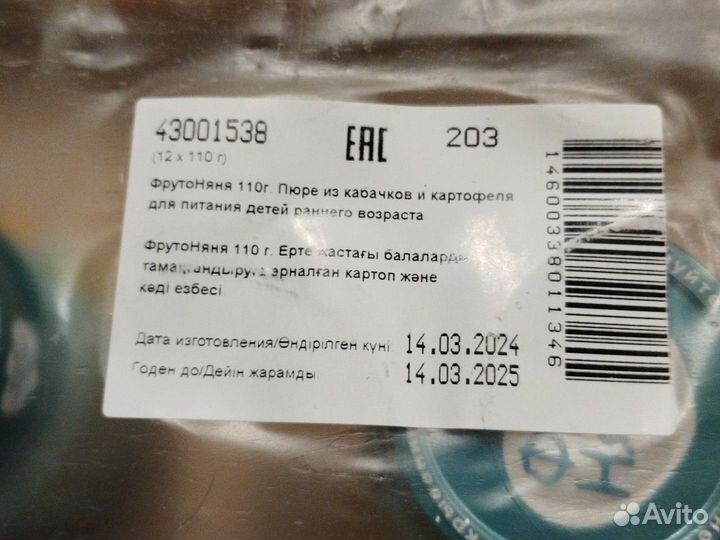 43001538
(12 x 110 г)
EAC
203
ФрутоНяня 110г. Пюре из кабачков и картофеля
для питания детей раннего возраста
ФрутоНяня 110 г. Ерте жастағы
арналған картоп және
кәді езбесі
Дата изготовления/Өндірілген күні: 14.03.2024
Годен до/Дейін жарамды: 14.03.2025
14600338011346
Avito